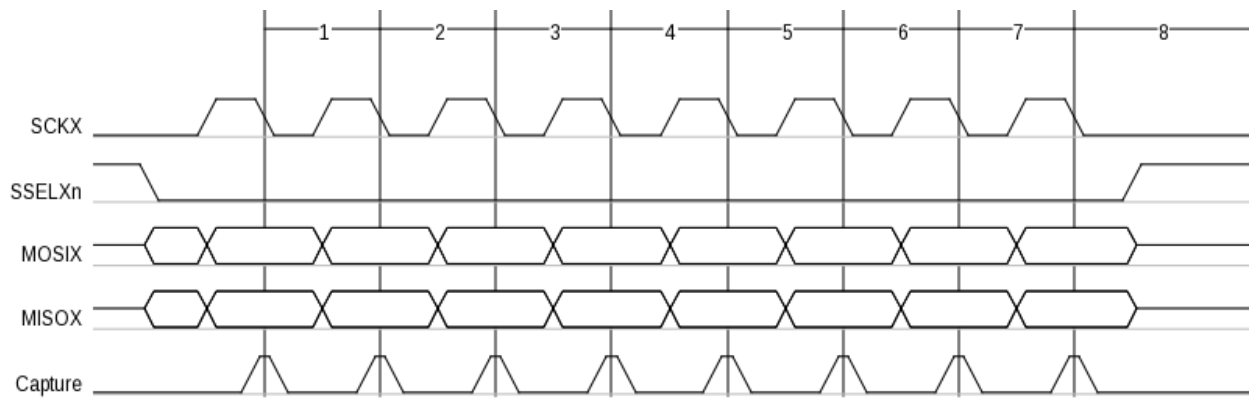 1 2 3 4 5 6 7 8
SCKX
SSELXn
MOSIX
MISOX
Capture